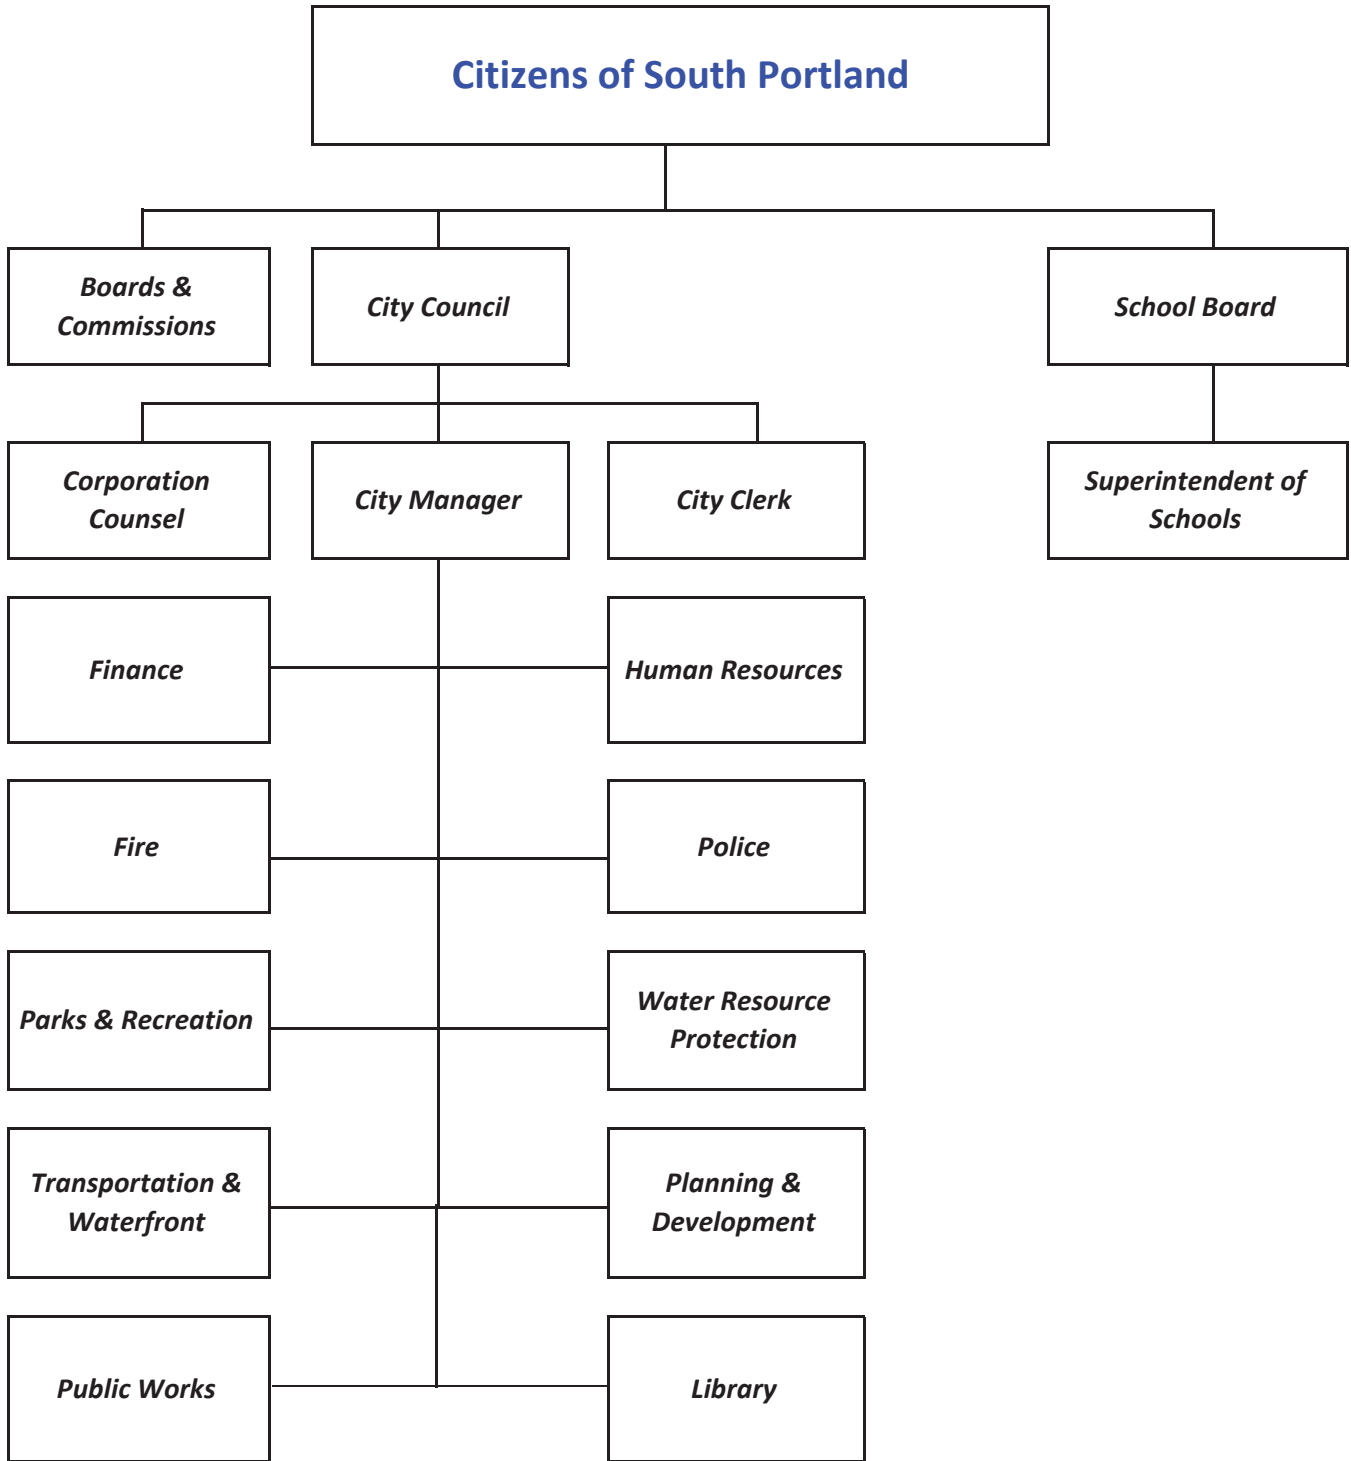 Citizens of South Portland
Boards &
Commissions
City Council
School Board
Corporation
Counsel
City Manager
City Clerk
Superintendent of
Schools
Finance
Human Resources
Fire
Police
Parks & Recreation
Water Resource
Protection
Transportation &
Waterfront
Planning &
Development
Public Works
Library